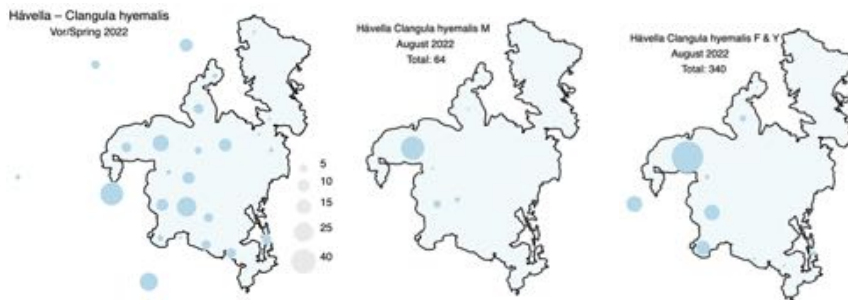 Hávella – Clangula hyemalis
Vor/Spring 2022
5
10
15
25
40
Hávella Clangula hyemalis M
August 2022
Total: 64
Hávella Clangula hyemalis F & Y
August 2022
Total: 340